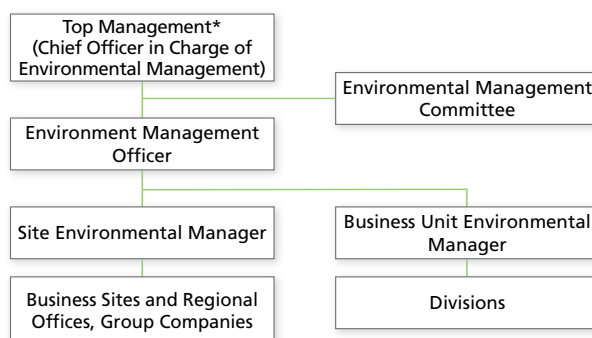 Top Management*
(Chief Officer in Charge of
Environmental Management)
Environmental Management
Committee
Environment Management
Officer
Site Environmental Manager
Business Unit Environmental
Manager
Business Sites and Regional
Offices, Group Companies
Divisions